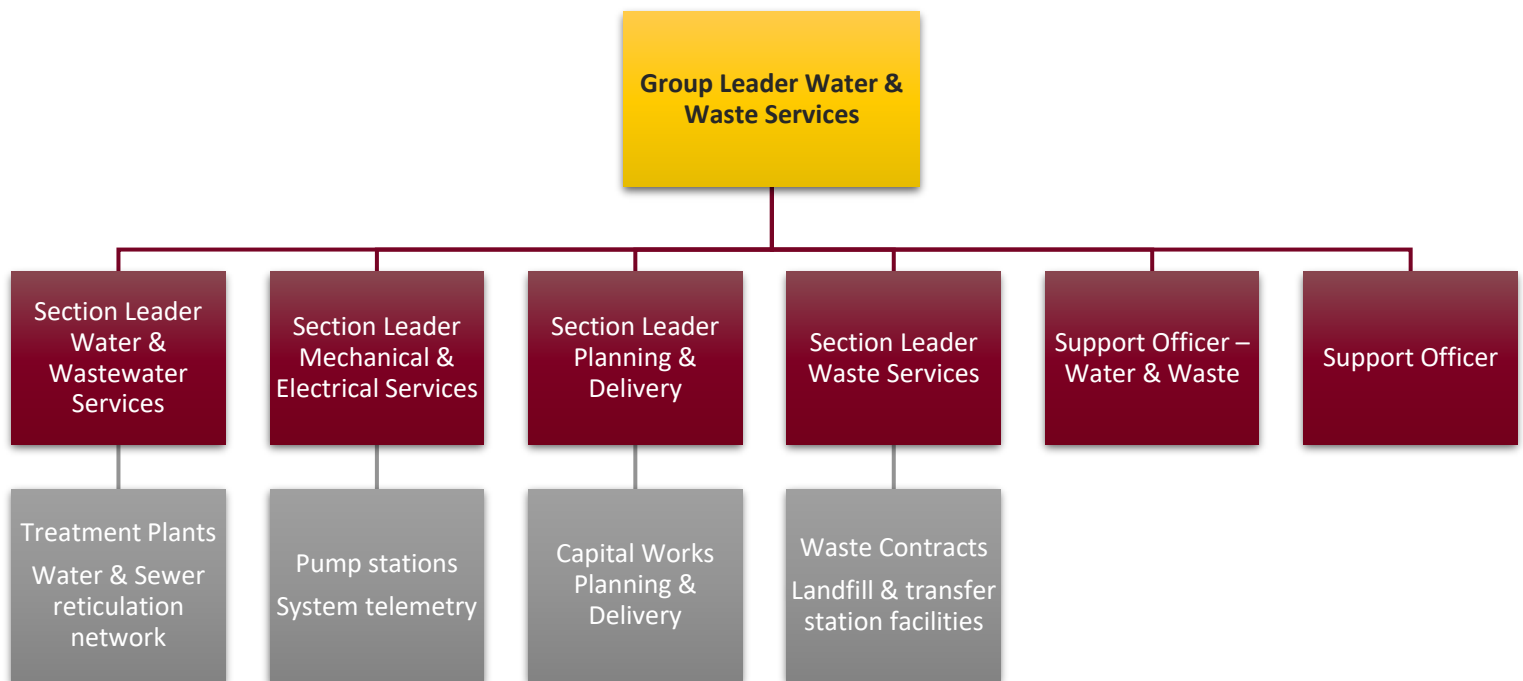 Group Leader Water &
Waste Services
Section Leader
Water &
Wastewater
Services
Section Leader
Mechanical &
Electrical Services
Section Leader
Planning &
Delivery
Section Leader
Waste Services
Support Officer –
Water & Waste
Support Officer
Treatment Plants
Water & Sewer
reticulation
network
Pump stations
System telemetry
Capital Works
Planning &
Delivery
Waste Contracts
Landfill & transfer
station facilities